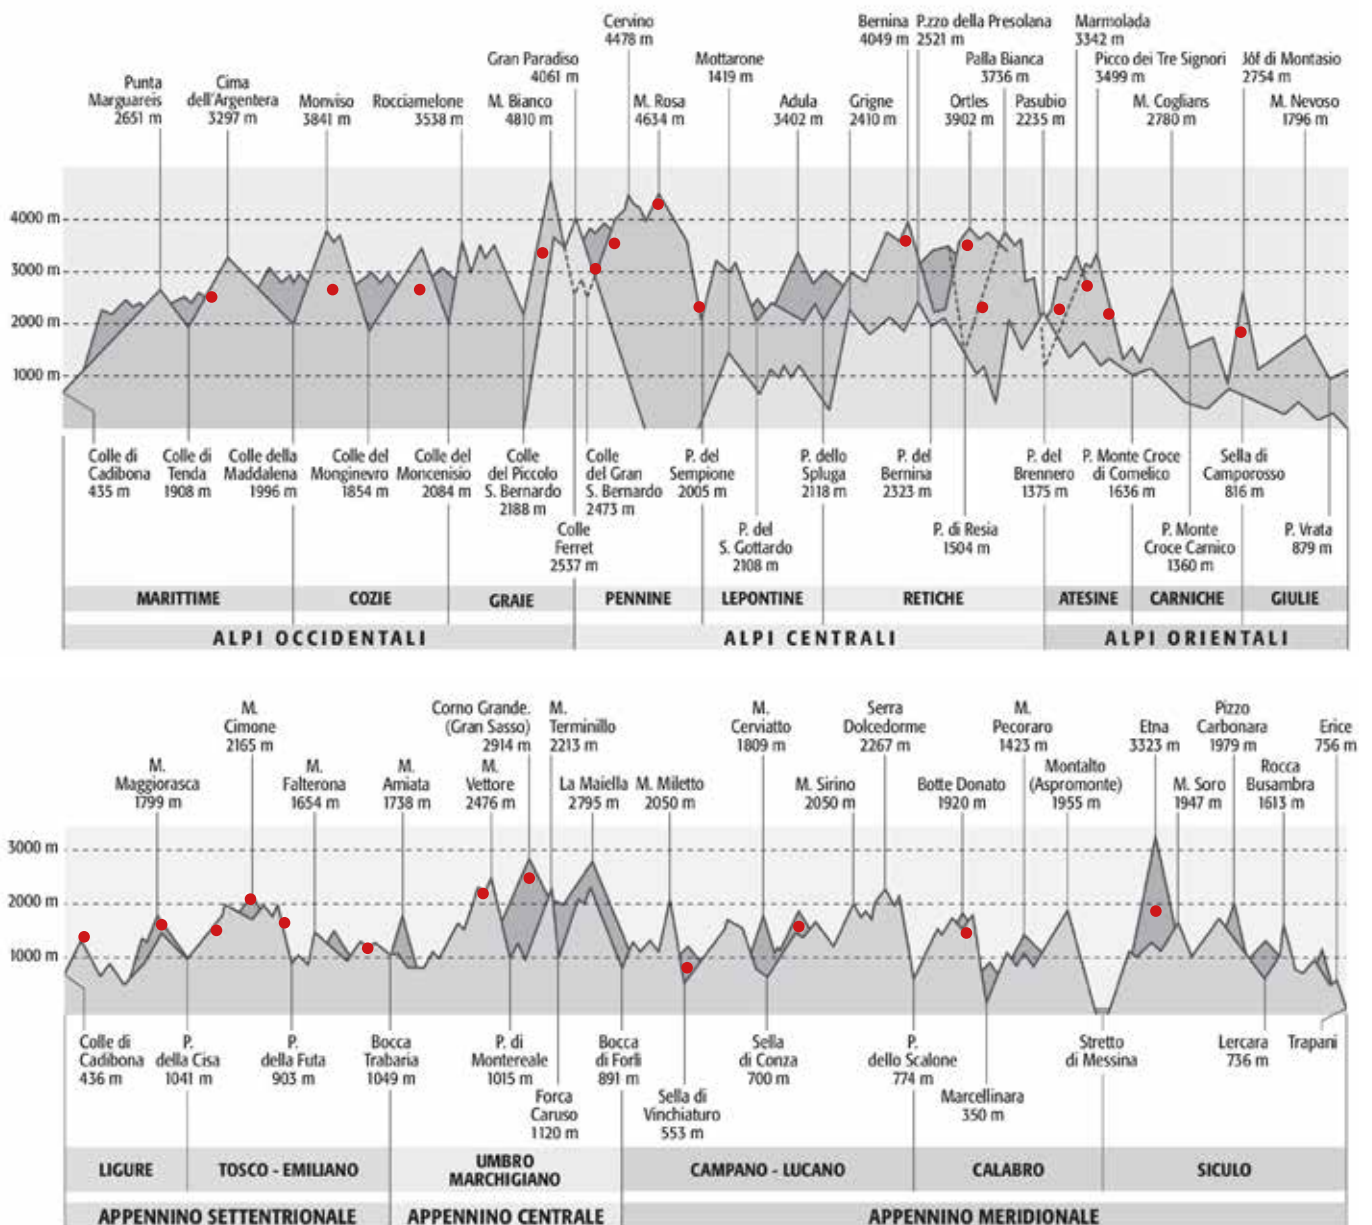 Cervino
4478 m
Bernina
4049 m
P.zzo della Presolana
2521 m
Marmolada
3342 m
Gran Paradiso
4061 m
Mottarone
1419 m
Palla Bianca
3736 m
Picco dei Tre Signori
3499 m
Jôf di Montasio
2754 m
Punta
Marguareis
2651 m
Cima
dell'Argentera
3297 m
Monviso
3841 m
Rocciamelone
3538 m
M. Bianco
4810 m
M. Rosa
4634 m
Adula
3402 m
Grigne
2410 m
Ortles
3902 m
Pasubio
2235 m
M. Coglians
2780 m
M. Nevoso
1796 m
4000 m
3000 m
2000 m
1000 m
Colle di
Cadibona
435 m
Colle di
Tenda
1908 m
Colle della
Maddalena
1996 m
Colle del
Monginevro
1854 m
Colle del
Moncenisio
2084 m
Colle
del Piccolo
S. Bernardo
2188 m
Colle
del Gran
S. Bernardo
2473 m
P. del
Sempione
2005 m
P. dello
Spluga
2118 m
P. del
Bernina
2323 m
P. del
Brennero
1375 m
P. Monte Croce
di Comelico
1636 m
Sella di
Camporosso
816 m
Colle
Ferret
2537 m
P. del
S. Gottardo
2108 m
P. di Resia
1504 m
P. Monte
Croce Carnico
1360 m
P. Vrata
879 m
MARITTIME
COZIE
GRAIE
PENNINE
LEPONTINE
RETICHE
ATESINE
CARNICHE
GIULIE
ALPI OCCIDENTALI
ALPI CENTRALI
ALPI ORIENTALI
M.
Cimone
2165 m
Corno Grande.
(Gran Sasso)
2914 m
M.
Terminillo
2213 m
M.
Cerviatto
1809 m
Serra
Dolcedorme
2267 m
M.
Pecoraro
1423 m
Etna
3323 m
Pizzo
Carbonara
1979 m
Erice
756 m
M.
Maggiorasca
1799 m
M.
Falterona
1654 m
M.
Amiata
1738 m
M.
Vettore
2476 m
La Maiella
2795 m
M. Miletto
2050 m
M. Sirino
2050 m
Botte Donato
1920 m
Montalto
(Aspromonte)
1955 m
M. Soro
1947 m
Rocca
Busambra
1613 m
3000 m
2000 m
1000 m
Colle di
Cadibona
436 m
P.
della Cisa
1041 m
P.
della Futa
903 m
Bocca
Trabaria
1049 m
P. di
Montereale
1015 m
Bocca
di Forlì
891 m
Sella
di Conza
700 m
P.
dello Scalone
774 m
Stretto
di Messina
Lercara
736 m
Trapani
Forca
Caruso
1120 m
Sella di
Vinchiaturo
553 m
Marcellinara
350 m
LIGURE
TOSCO - EMILIANO
UMBRO
MARCHIGIANO
CAMPANO - LUCANO
CALABRO
SICULO
APPENNINO SETTENTRIONALE
APPENNINO CENTRALE
APPENNINO MERIDIONALE